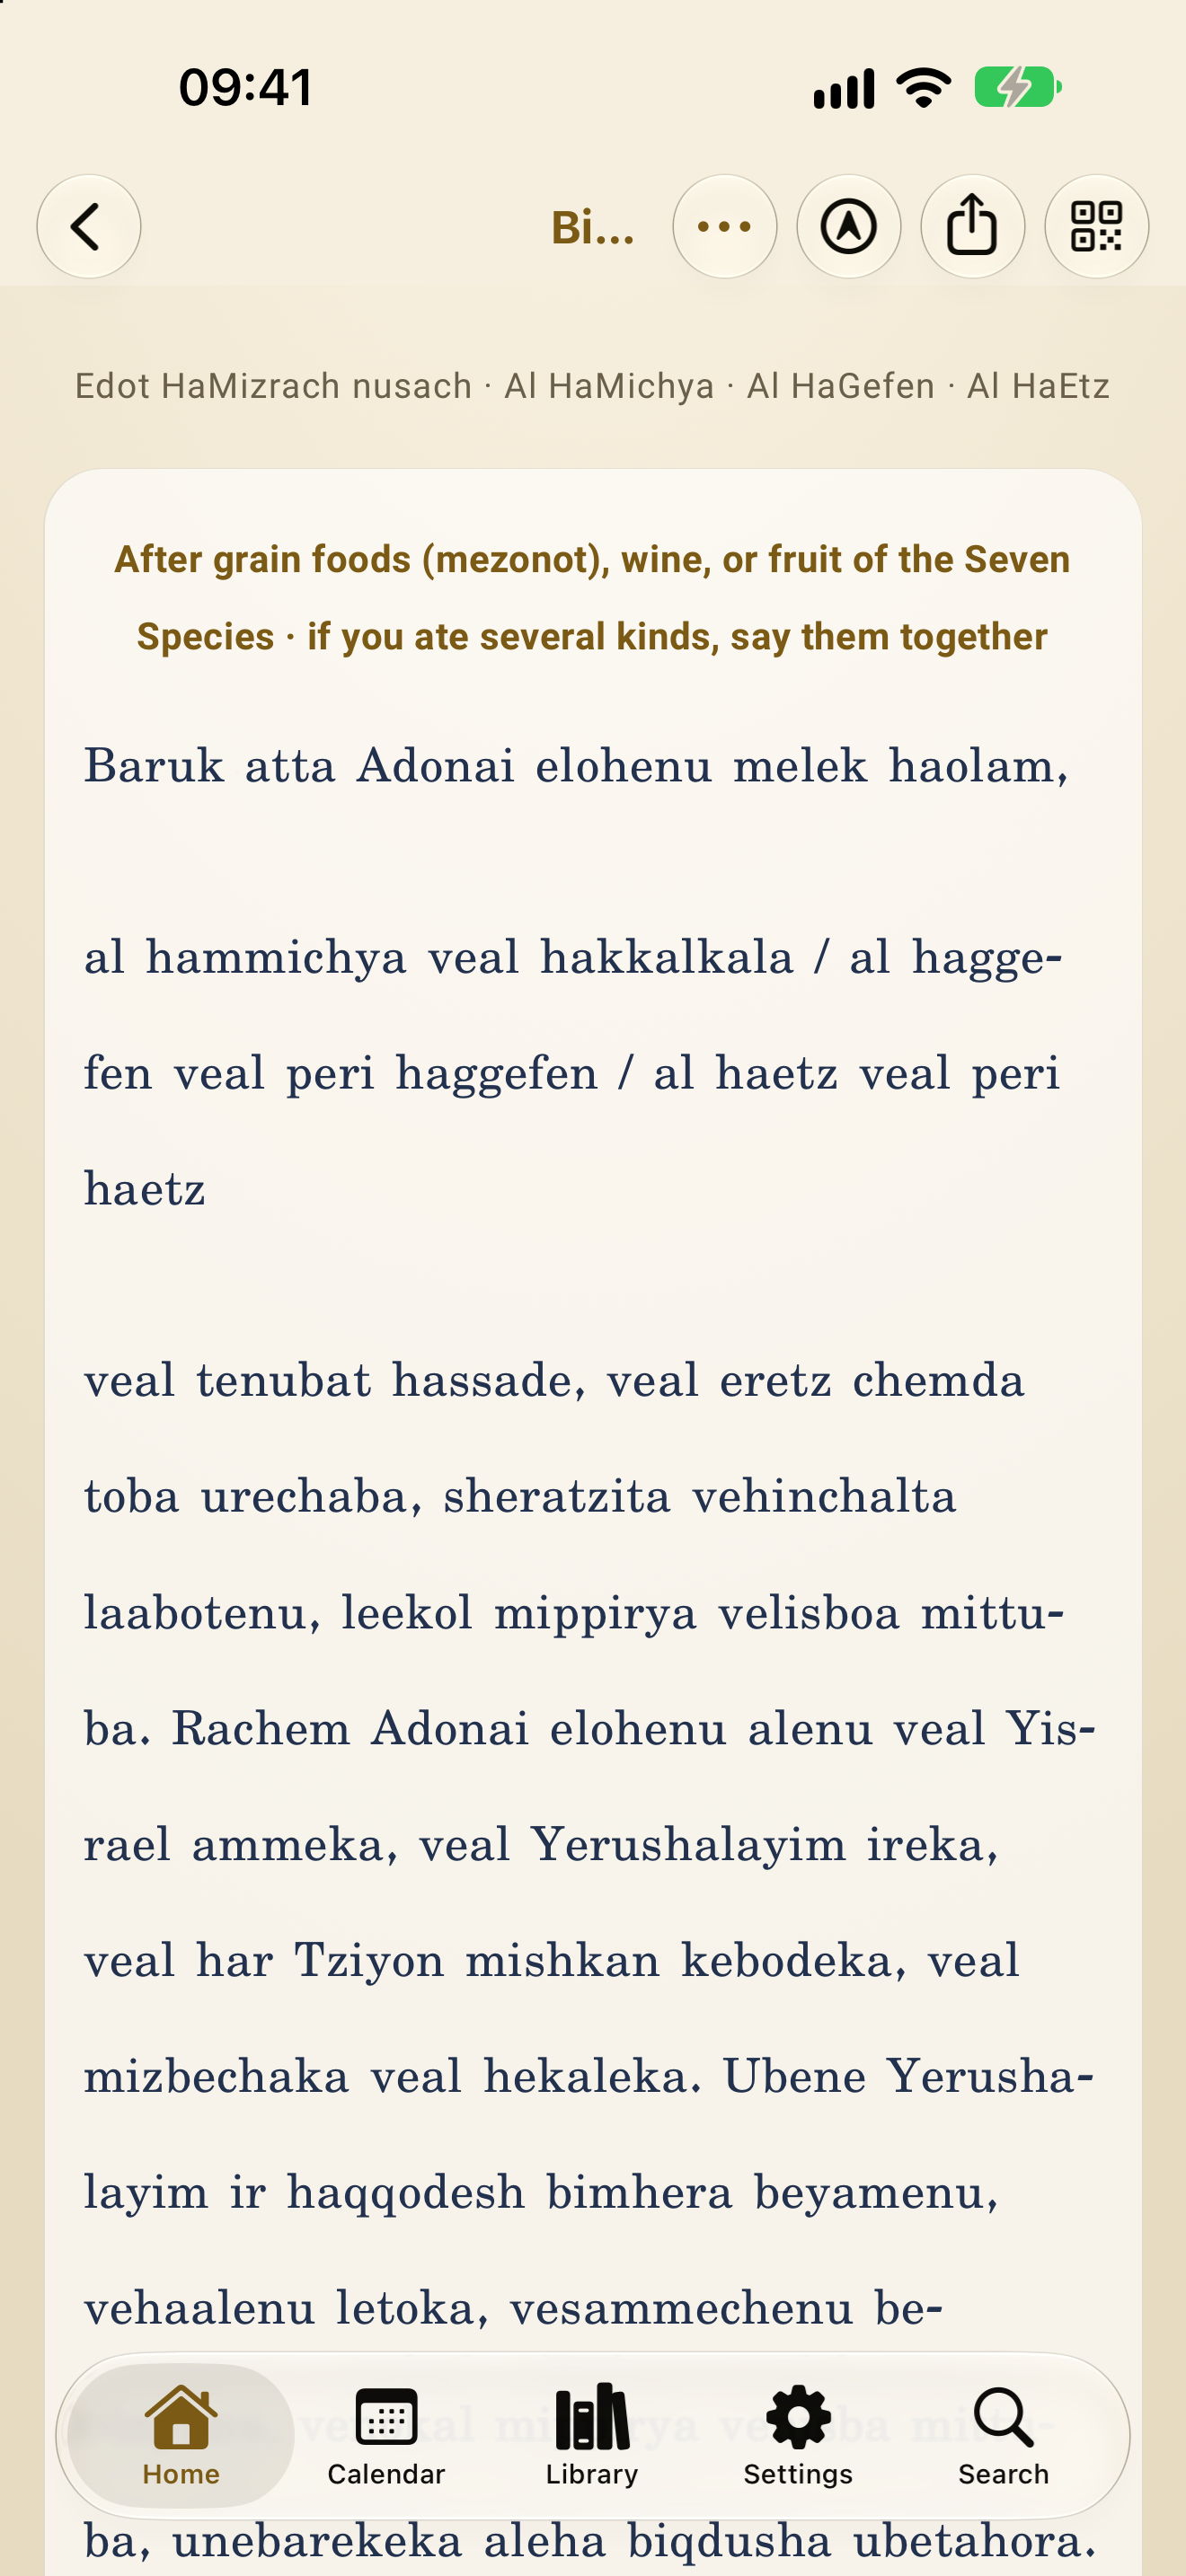 09:41
Bi...
Edot HaMizrach nusach · Al HaMichya · Al HaGefen · Al HaEtz
After grain foods (mezonot), wine, or fruit of the Seven
Species · if you ate several kinds, say them together
Baruk atta Adonai elohenu melek haolam,
al hammichya veal hakkalkala / al hagge-
fen veal peri haggefen / al haetz veal peri
haetz
veal tenubat hassade, veal eretz chemda
toba urechaba, sheratzita vehinchalta
laabotenu, leekol mippirya velisboa mittu-
ba. Rachem Adonai elohenu alenu veal Yis-
rael ammeka, veal Yerushalayim ireka,
veal har Tziyon mishkan kebodeka, veal
mizbechaka veal hekaleka. Ubene Yerusha-
layim ir haqqodesh bimhera beyamenu,
vehaalenu letoka, vesammechenu be-
Home Calendar Library Settings Search
ba, unebarekeka aleha biqdusha ubetahora.